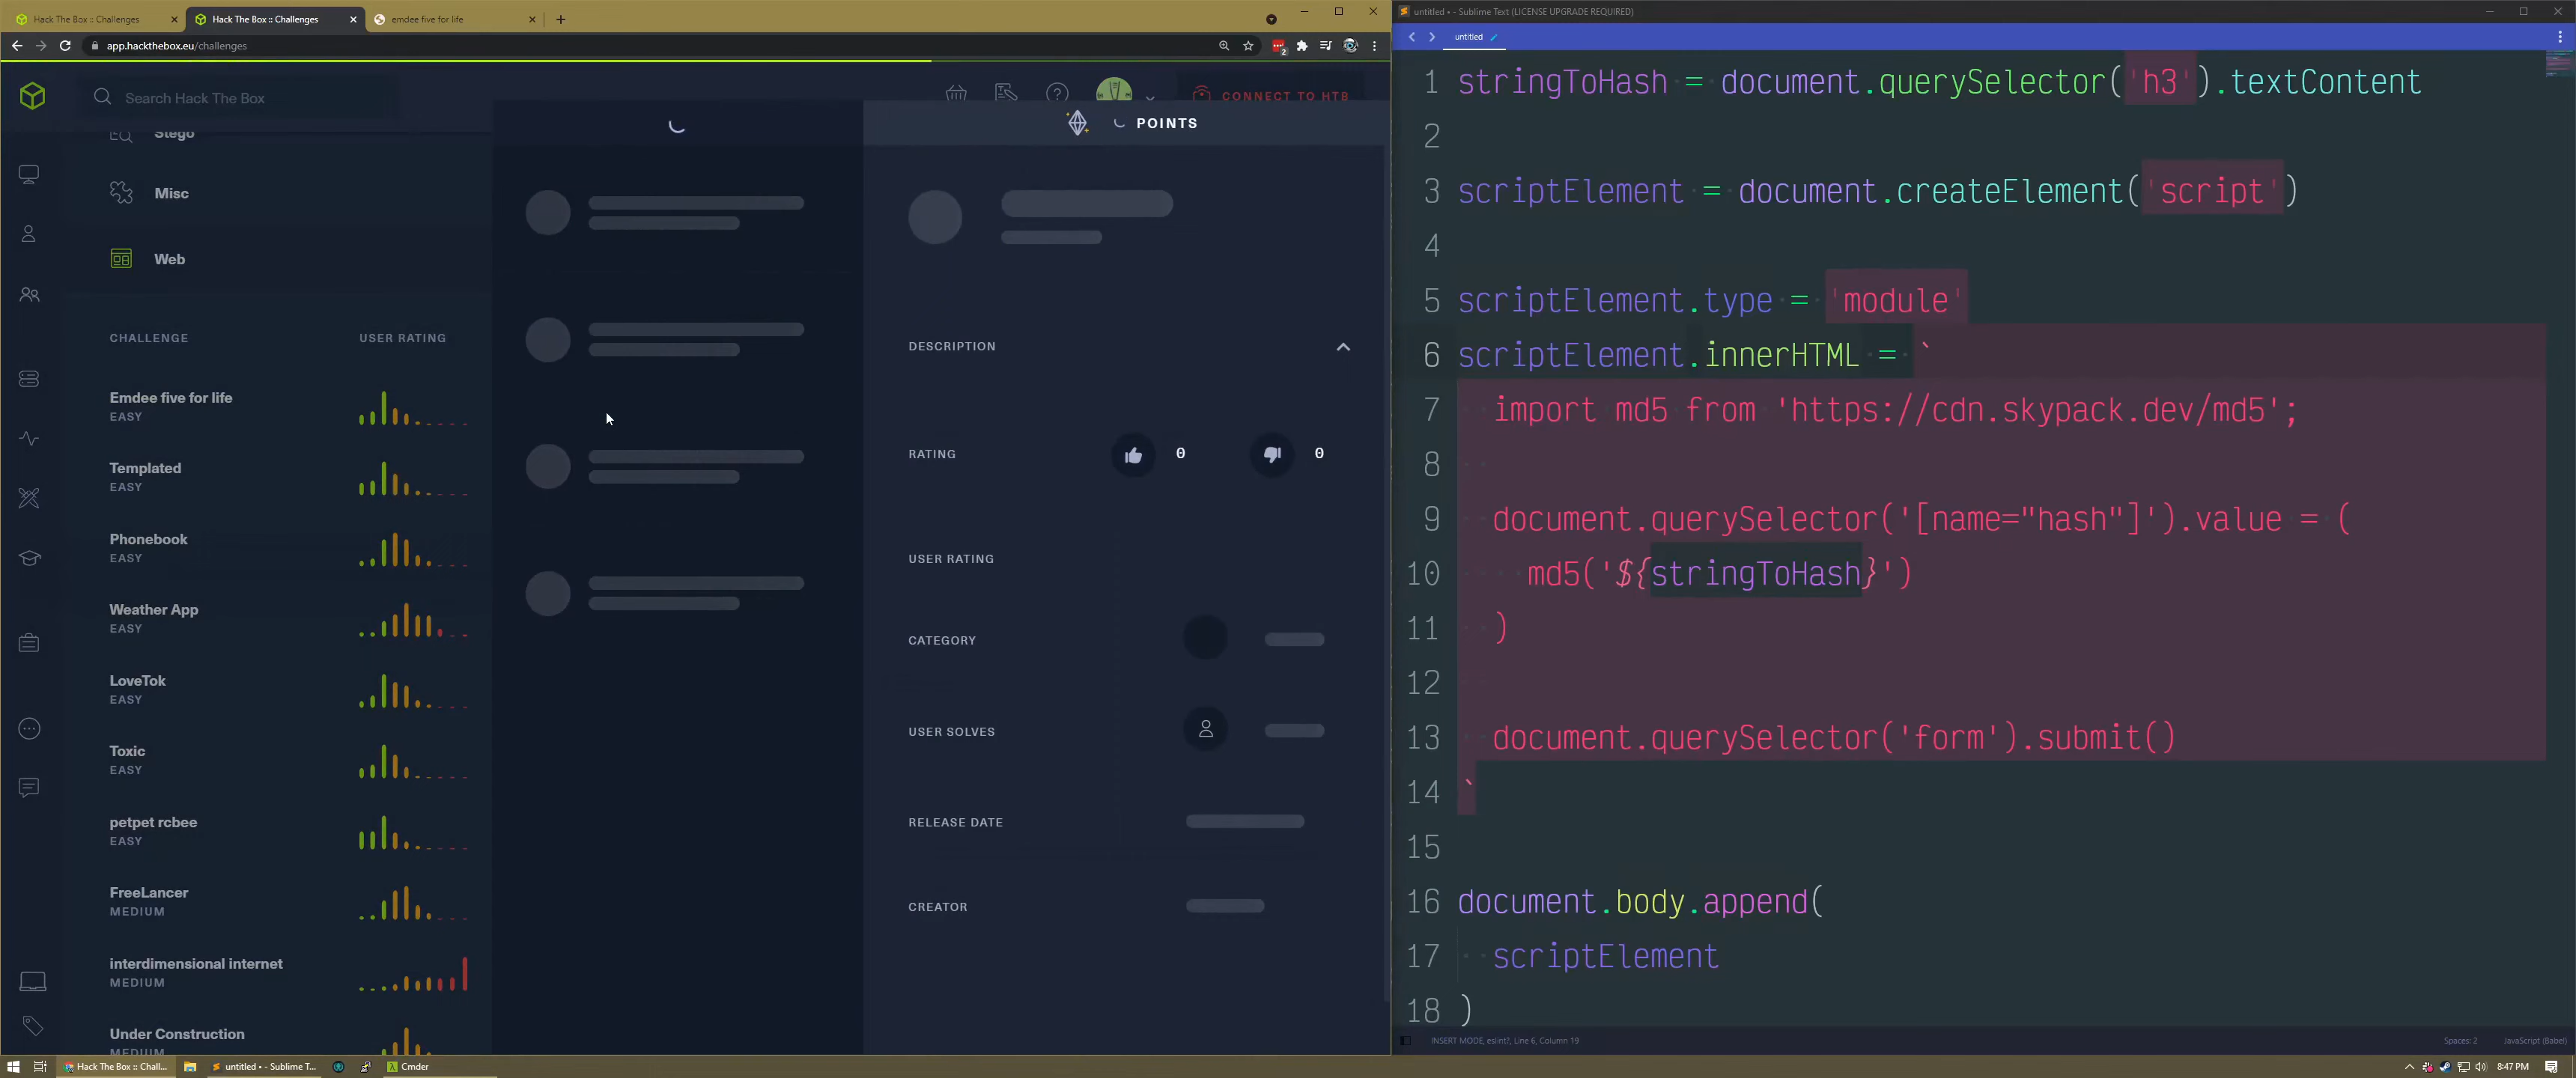 Hack The Box :: Challenges
Hack The Box :: Challenges
emdee five for life
app.hackthebox.eu/challenges
2
Search Hack The Box
CONNECT TO HTB
Stego
Misc
Web
CHALLENGE USER RATING
Emdee five for life
EASY
Templated
EASY
Phonebook
EASY
Weather App
EASY
LoveTok
EASY
Toxic
EASY
petpet rcbee
EASY
FreeLancer
MEDIUM
interdimensional internet
MEDIUM
Under Construction
MEDIUM
POINTS
DESCRIPTION
RATING 0 0
USER RATING
CATEGORY
USER SOLVES
RELEASE DATE
CREATOR
untitled • - Sublime Text (LICENSE UPGRADE REQUIRED)
untitled
1 stringToHash = document.querySelector('h3').textContent
2
3 scriptElement = document.createElement('script')
4
5 scriptElement.type = 'module'
6 scriptElement.innerHTML = `
7 import md5 from 'https://cdn.skypack.dev/md5';
8
9 document.querySelector('[name="hash"]').value = (
10 md5('${stringToHash}')
11 )
12
13 document.querySelector('form').submit()
14 `
15
16 document.body.append(
17 scriptElement
18 )
INSERT MODE, eslint?, Line 6, Column 19
Spaces: 2
JavaScript (Babel)
Hack The Box :: Chall...
untitled • - Sublime T...
Cmder
8:47 PM